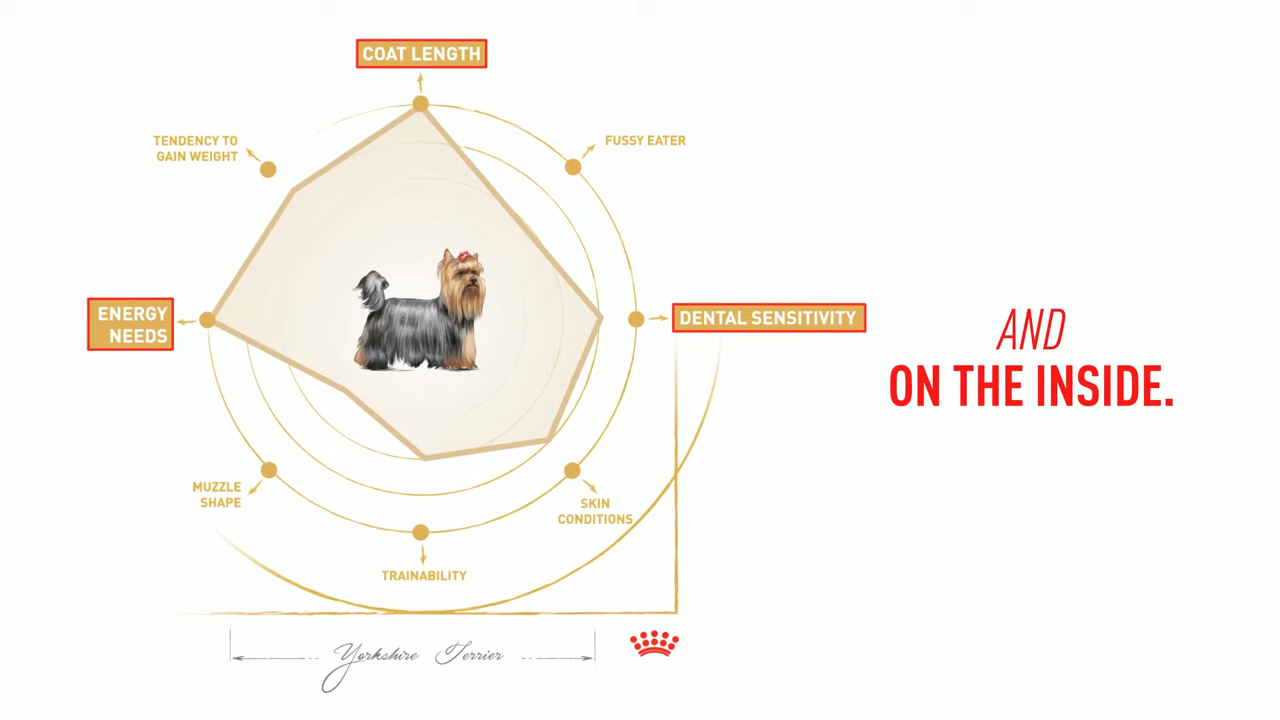 COAT LENGTH
TENDENCY TO
GAIN WEIGHT
FUSSY EATER
ENERGY
NEEDS
DENTAL SENSITIVITY
AND
ON THE INSIDE.
MUZZLE
SHAPE
SKIN
CONDITIONS
TRAINABILITY
Yorkshire Terrier